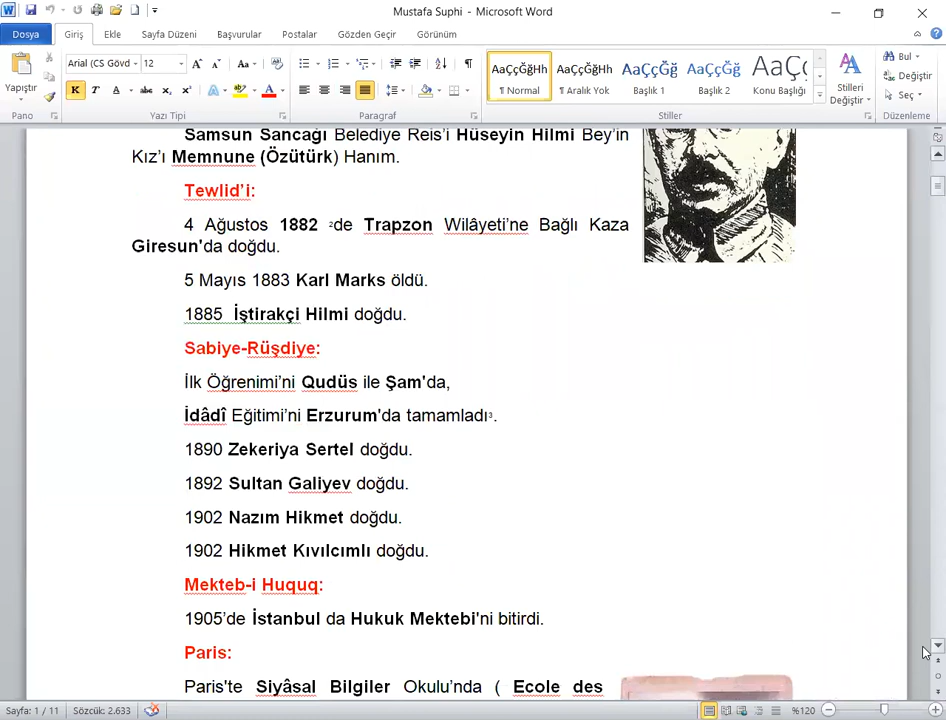 Mustafa Suphi - Microsoft Word
Dosya Giriş Ekle Sayfa Düzeni Başvurular Postalar Gözden Geçir Görünüm
Yapıştır
Arial (CS Gövd 12
K T A abc x₂ x²
AaÇçĞğHh AaÇçĞğHh AaÇçĞğ AaÇçĞğ AaÇç
¶ Normal ¶ Aralık Yok Başlık 1 Başlık 2 Konu Başlığı
Stilleri
Değiştir
Bul
Değiştir
Seç
Pano Yazı Tipi Paragraf Stiller Düzenleme
Samsun Sancağı Belediye Reis'i Hüseyin Hilmi Bey'in
Kız'ı Memnune (Özütürk) Hanım.
Tewlid'i:
4 Ağustos 1882 ²de Trapzon Wilâyeti'ne Bağlı Kaza
Giresun'da doğdu.
5 Mayıs 1883 Karl Marks öldü.
1885 İştirakçi Hilmi doğdu.
Sabiye-Rüşdiye:
İlk Öğrenimi'ni Qudüs ile Şam'da,
İdâdî Eğitimi'ni Erzurum'da tamamladı³.
1890 Zekeriya Sertel doğdu.
1892 Sultan Galiyev doğdu.
1902 Nazım Hikmet doğdu.
1902 Hikmet Kıvılcımlı doğdu.
Mekteb-i Huquq:
1905'de İstanbul da Hukuk Mektebi'ni bitirdi.
Paris:
Paris'te Siyâsal Bilgiler Okulu'nda ( Ecole des
Sayfa: 1 / 11 Sözcük: 2.633 %120